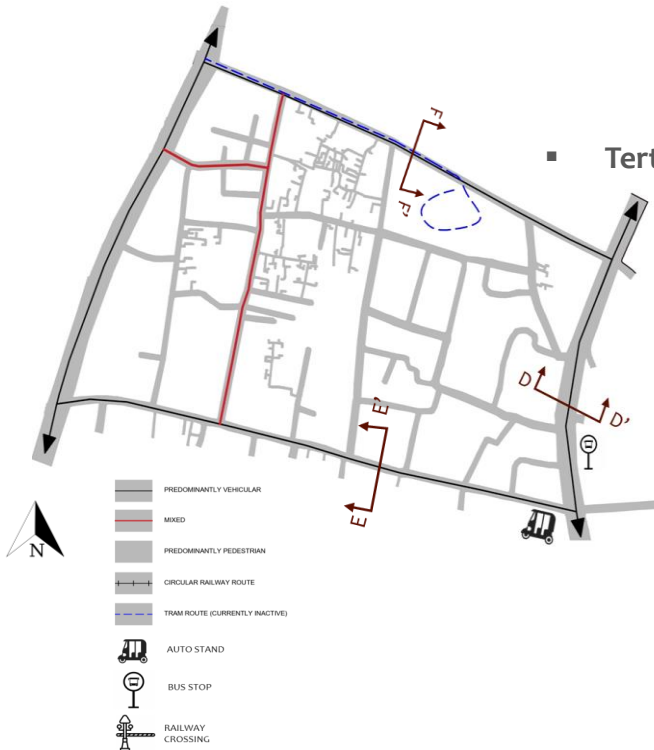 F
F'
▪ Tert
D
D'
E'
E
N
PREDOMINANTLY VEHICULAR
MIXED
PREDOMINANTLY PEDESTRIAN
CIRCULAR RAILWAY ROUTE
TRAM ROUTE (CURRENTLY INACTIVE)
AUTO STAND
BUS STOP
RAILWAY
CROSSING